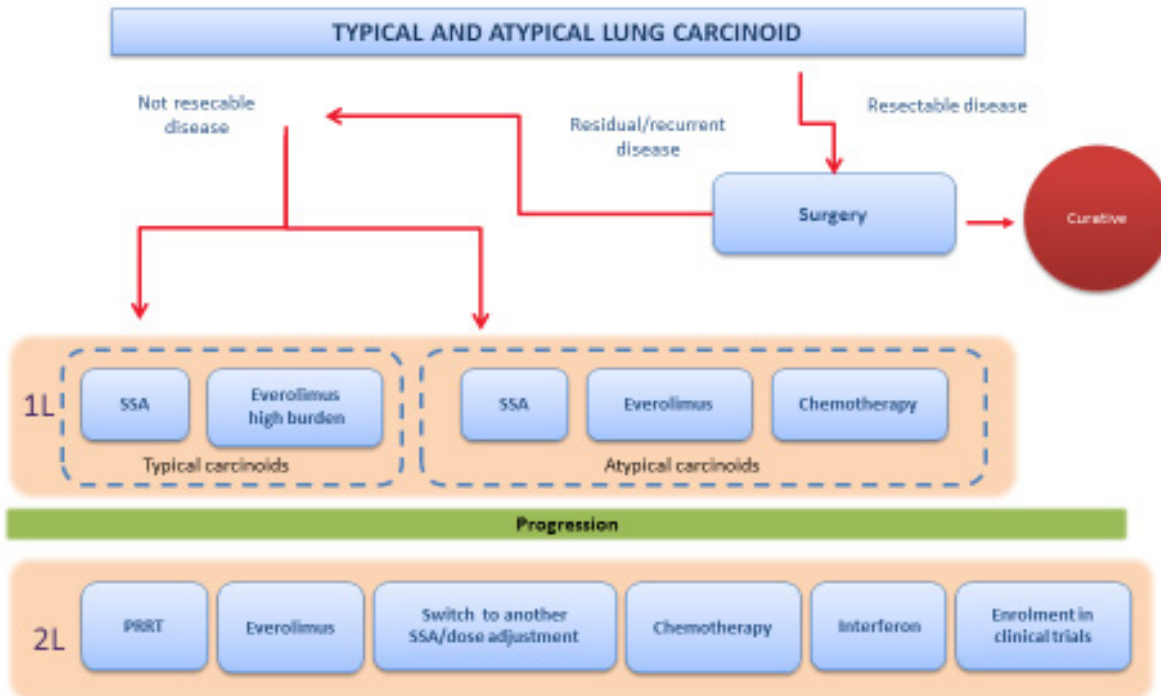 TYPICAL AND ATYPICAL LUNG CARCINOID
Not resecable
disease
Residual/recurrent
disease
Resectable disease
Surgery
Curative
1L
SSA
Everolimus
high burden
Typical carcinoids
SSA
Everolimus
Chemotherapy
Atypical carcinoids
Progression
2L
PRRT
Everolimus
Switch to another
SSA/dose adjustment
Chemotherapy
Interferon
Enrolment in
clinical trials